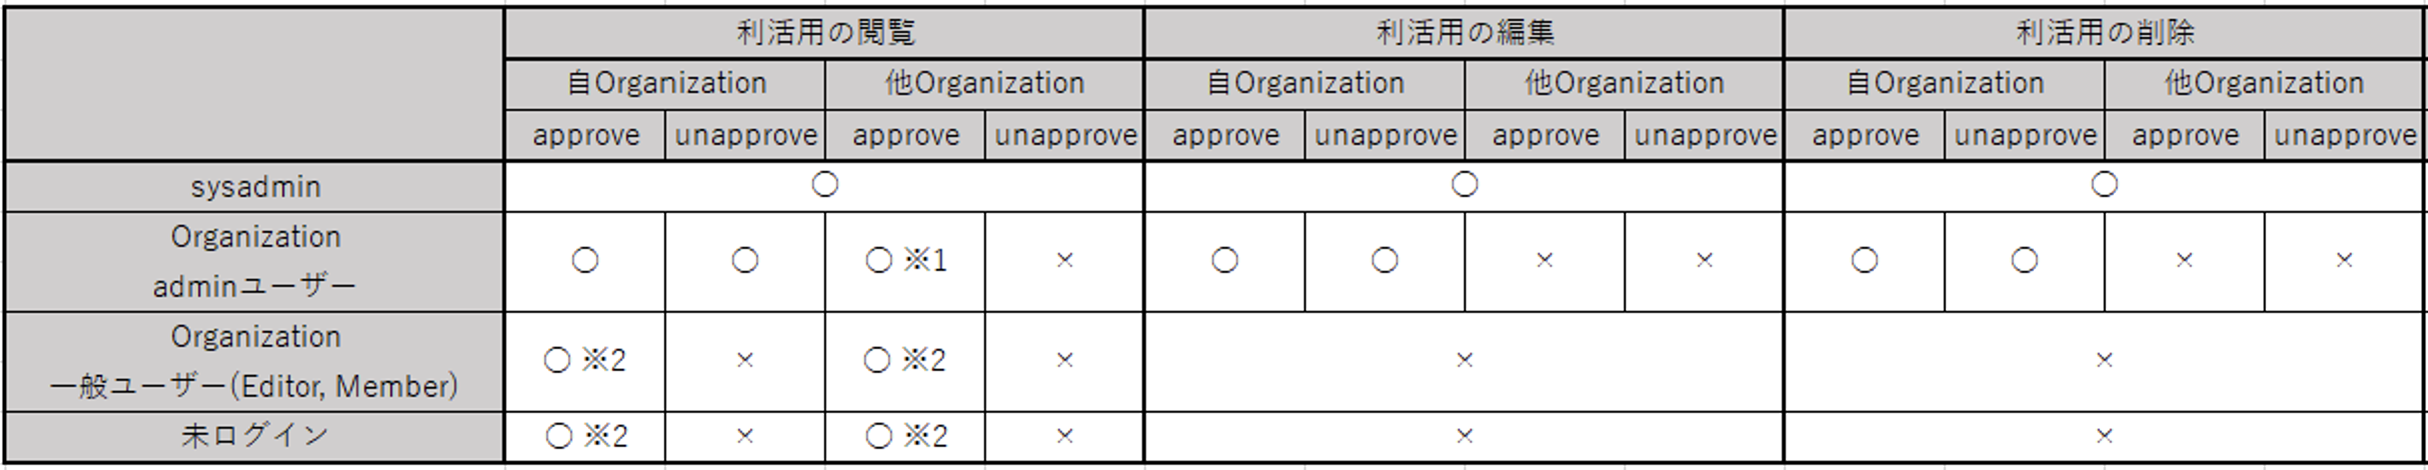 利活用の閲覧 利活用の編集 利活用の削除
自Organization 他Organization 自Organization 他Organization 自Organization 他Organization
approve unapprove approve unapprove approve unapprove approve unapprove approve unapprove approve unapprove
sysadmin ○ ○ ○
Organization
adminユーザー ○ ○ ○ ※1 × ○ ○ × × ○ ○ × ×
Organization
一般ユーザー(Editor, Member) ○ ※2 × ○ ※2 × × ×
未ログイン ○ ※2 × ○ ※2 × × ×